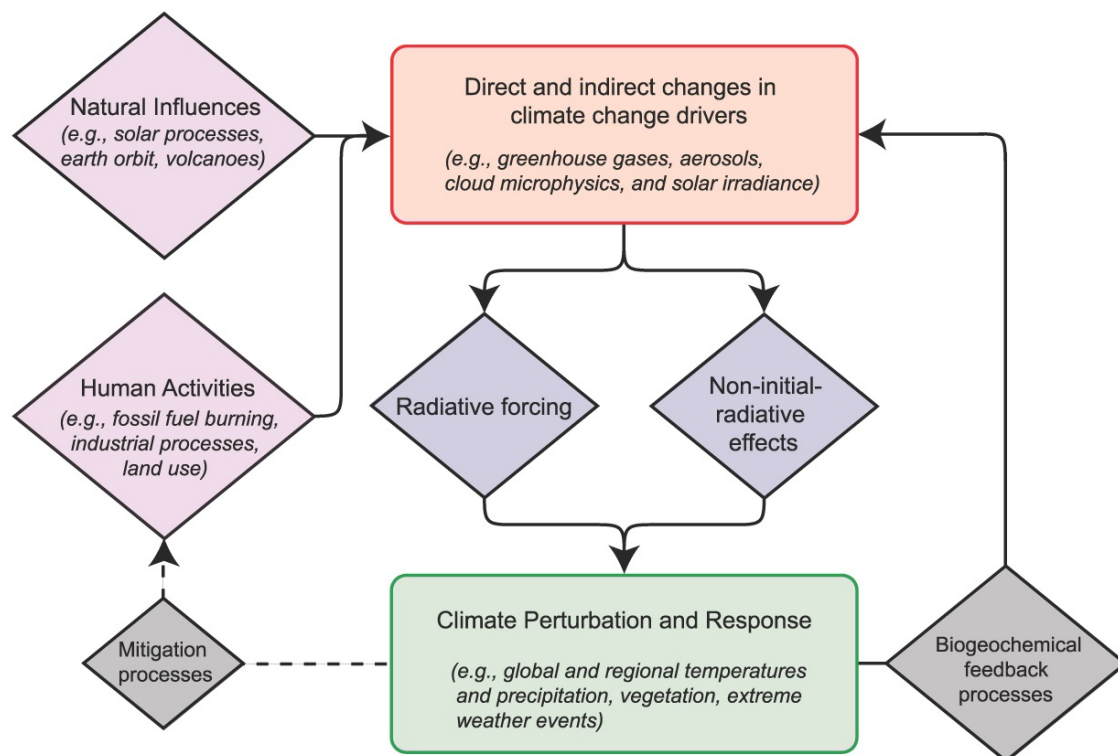 Natural Influences
(e.g., solar processes,
earth orbit, volcanoes)
Direct and indirect changes in
climate change drivers
(e.g., greenhouse gases, aerosols,
cloud microphysics, and solar irradiance)
Human Activities
(e.g., fossil fuel burning,
industrial processes,
land use)
Radiative forcing
Non-initial-
radiative
effects
Mitigation
processes
Climate Perturbation and Response
(e.g., global and regional temperatures
and precipitation, vegetation, extreme
weather events)
Biogeochemical
feedback
processes